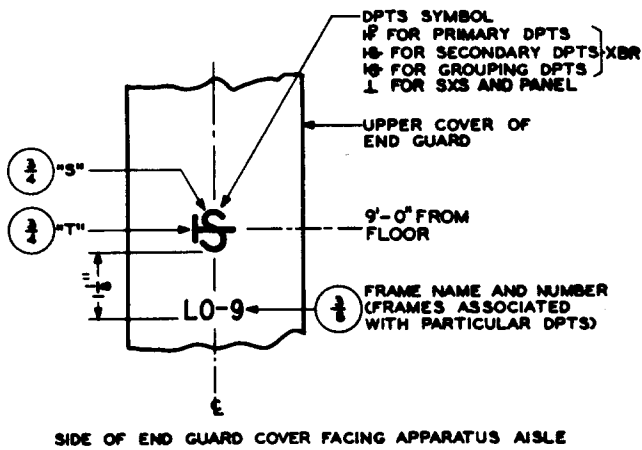 DPTS SYMBOL
FOR PRIMARY DPTS
FOR SECONDARY DPTS XBR
FOR GROUPING DPTS
⊥ FOR SXS AND PANEL
UPPER COVER OF
END GUARD
3/4 "S"
3/4 "T"
9'-0" FROM
FLOOR
LO-9
FRAME NAME AND NUMBER
(FRAMES ASSOCIATED
WITH PARTICULAR DPTS)
℄
SIDE OF END GUARD COVER FACING APPARATUS AISLE